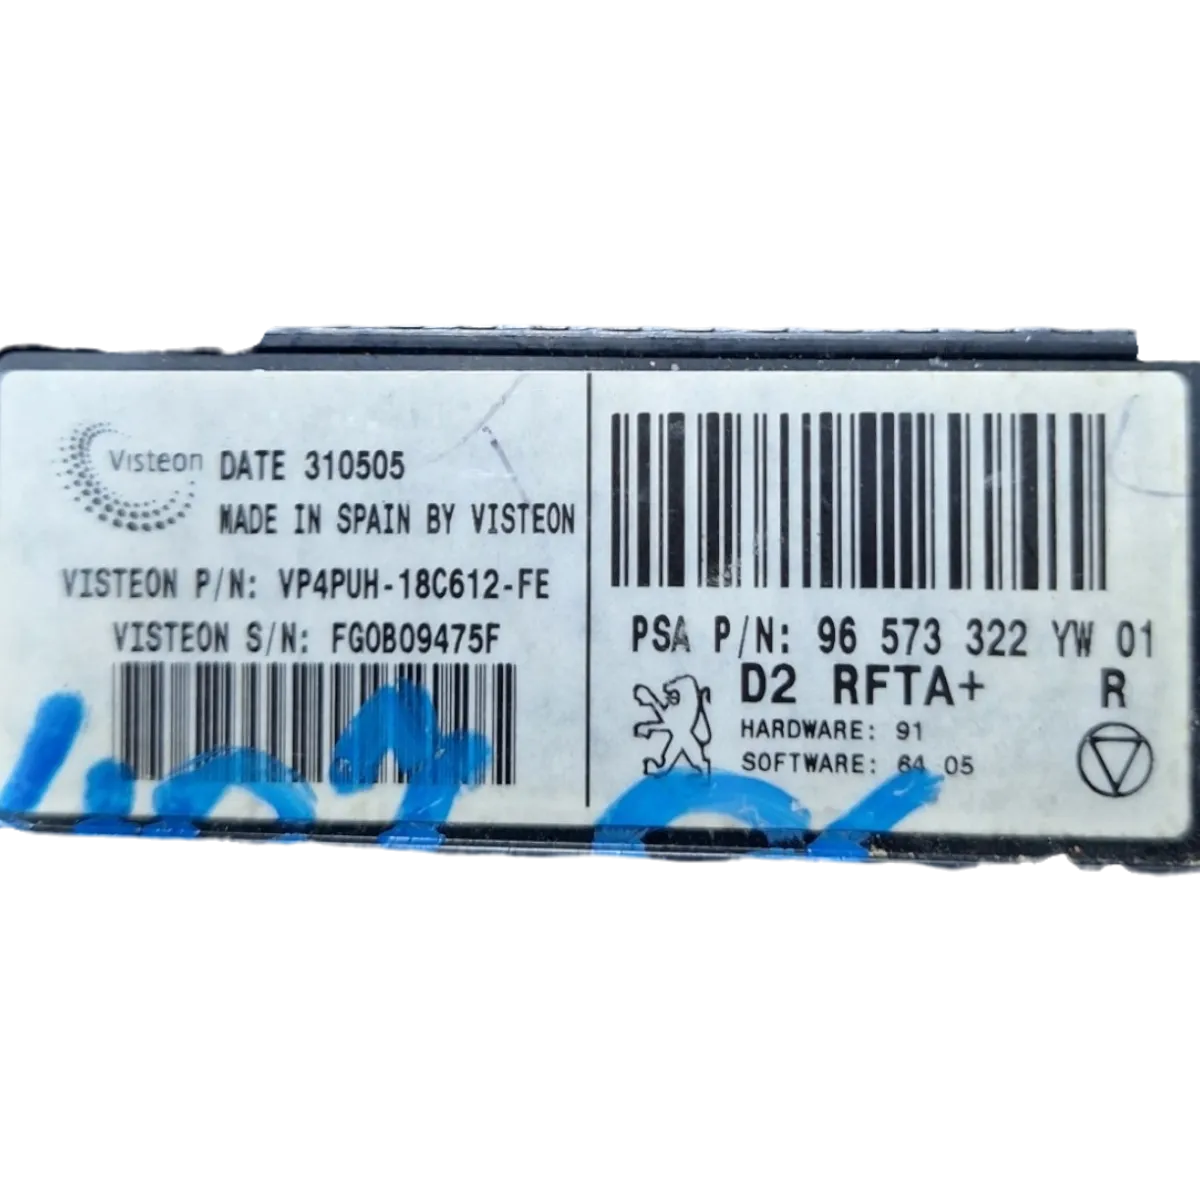 Visteon
DATE 310505
MADE IN SPAIN BY VISTEON
VISTEON P/N: VP4PUH-18C612-FE
VISTEON S/N: FG0B09475F
PSA P/N: 96 573 322 YW 01
D2 RFTA+ R
HARDWARE: 91
SOFTWARE: 64 05